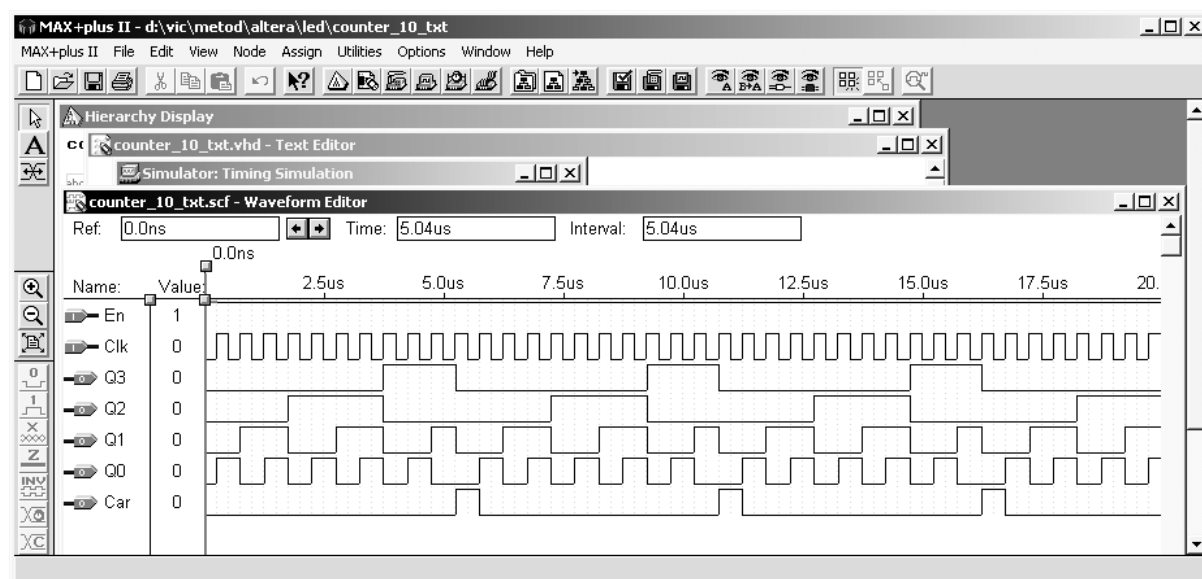 MAX+plus II - d:\vic\metod\altera\led\counter_10_txt
MAX+plus II File Edit View Node Assign Utilities Options Window Help
Hierarchy Display
counter_10_txt.vhd - Text Editor
Simulator: Timing Simulation
counter_10_txt.scf - Waveform Editor
Ref: 0.0ns Time: 5.04us Interval: 5.04us
0.0ns
Name: Value: 2.5us 5.0us 7.5us 10.0us 12.5us 15.0us 17.5us 20.
En 1
Clk 0
Q3 0
Q2 0
Q1 0
Q0 0
Car 0